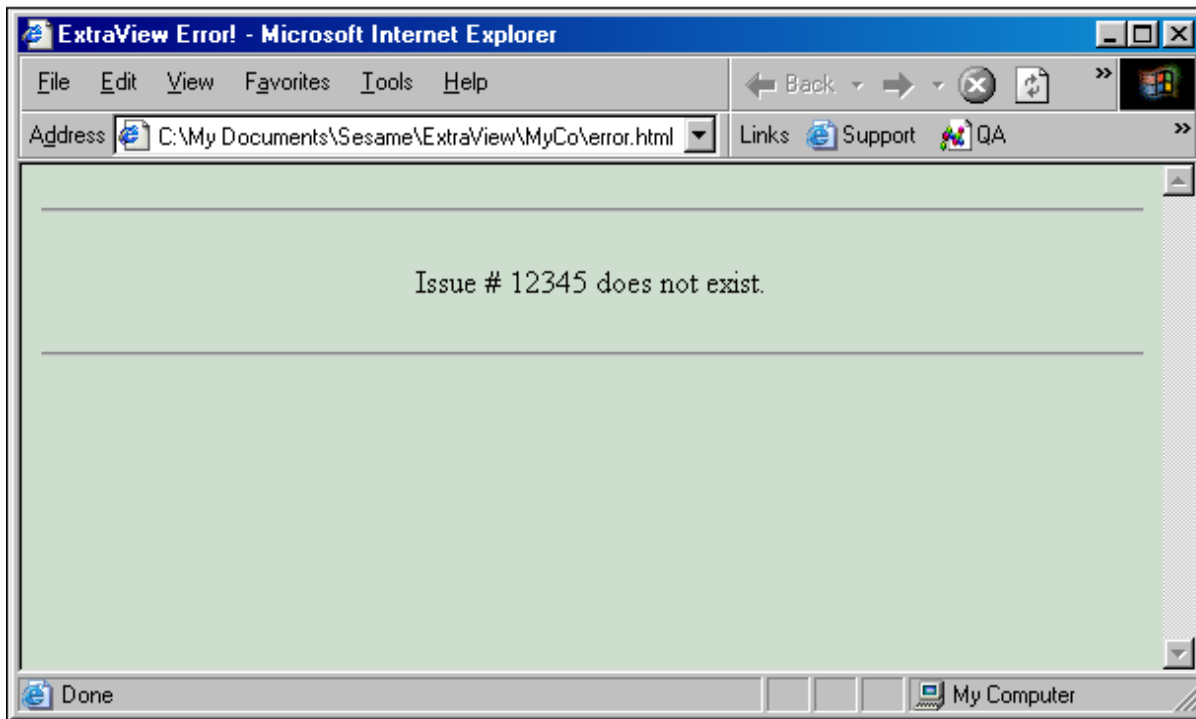 ExtraView Error! - Microsoft Internet Explorer
File Edit View Favorites Tools Help Back »
Address C:\My Documents\Sesame\ExtraView\MyCo\error.html Links Support QA »
Issue # 12345 does not exist.
Done My Computer